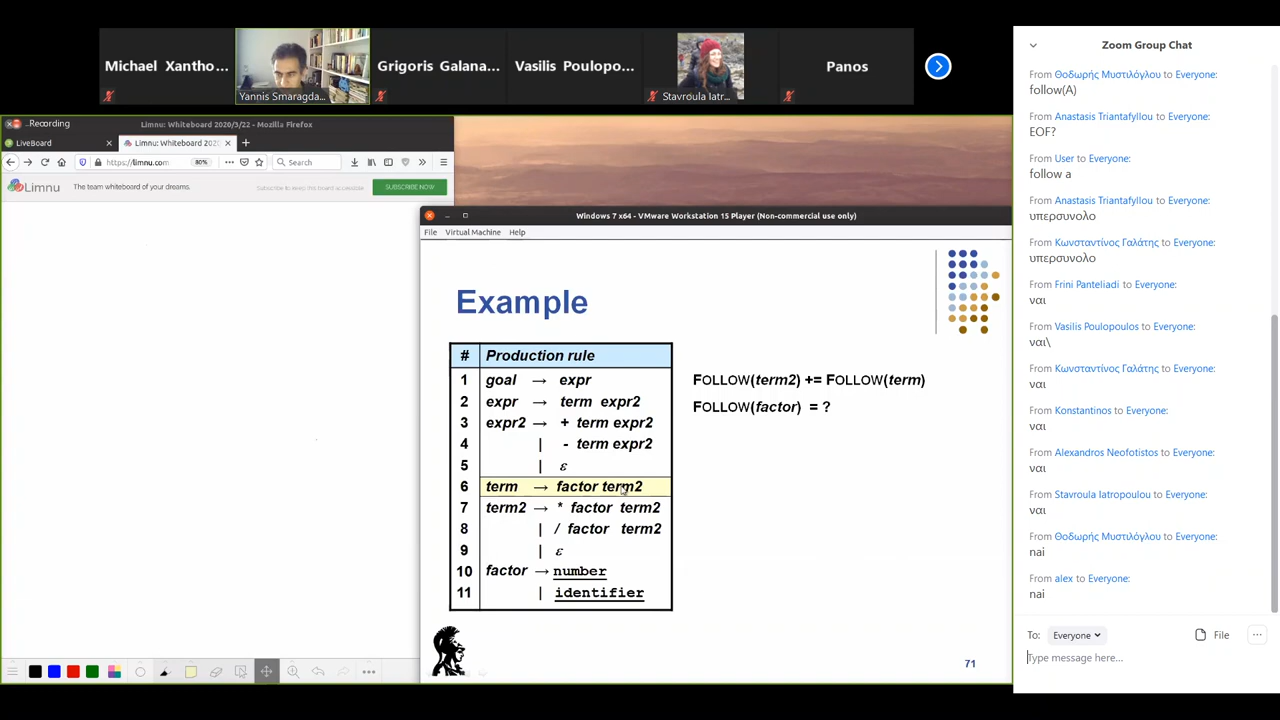 Michael Xantho...
Yannis Smaragda...
Grigoris Galana...
Vasilis Poulopo...
Stavroula Iatr...
Panos
Recording
Limnu: Whiteboard 2020/3/22 - Mozilla Firefox
LiveBoard
Limnu: Whiteboard 202
https://limnu.com
80%
Search
Limnu
The team whiteboard of your dreams.
Subscribe to keep this board accessible.
SUBSCRIBE NOW
Windows 7 x64 - VMware Workstation 15 Player (Non-commercial use only)
File Virtual Machine Help
Example
# Production rule
1 goal → expr
2 expr → term expr2
3 expr2 → + term expr2
4 | - term expr2
5 | ε
6 term → factor term2
7 term2 → * factor term2
8 | / factor term2
9 | ε
10 factor → number
11 | identifier
FOLLOW(term2) += FOLLOW(term)
FOLLOW(factor) = ?
71
Zoom Group Chat
From Θοδωρής Μυστιλόγλου to Everyone:
follow(A)
From Anastasis Triantafyllou to Everyone:
EOF?
From User to Everyone:
follow a
From Anastasis Triantafyllou to Everyone:
υπερσυνολο
From Κωνσταντίνος Γαλάτης to Everyone:
υπερσυνολο
From Frini Panteliadi to Everyone:
ναι
From Vasilis Poulopoulos to Everyone:
ναι\
From Κωνσταντίνος Γαλάτης to Everyone:
ναι
From Konstantinos to Everyone:
ναι
From Alexandros Neofotistos to Everyone:
ναι
From Stavroula Iatropoulou to Everyone:
ναι
From Θοδωρής Μυστιλόγλου to Everyone:
nai
From alex to Everyone:
nai
To: Everyone
File
Type message here...